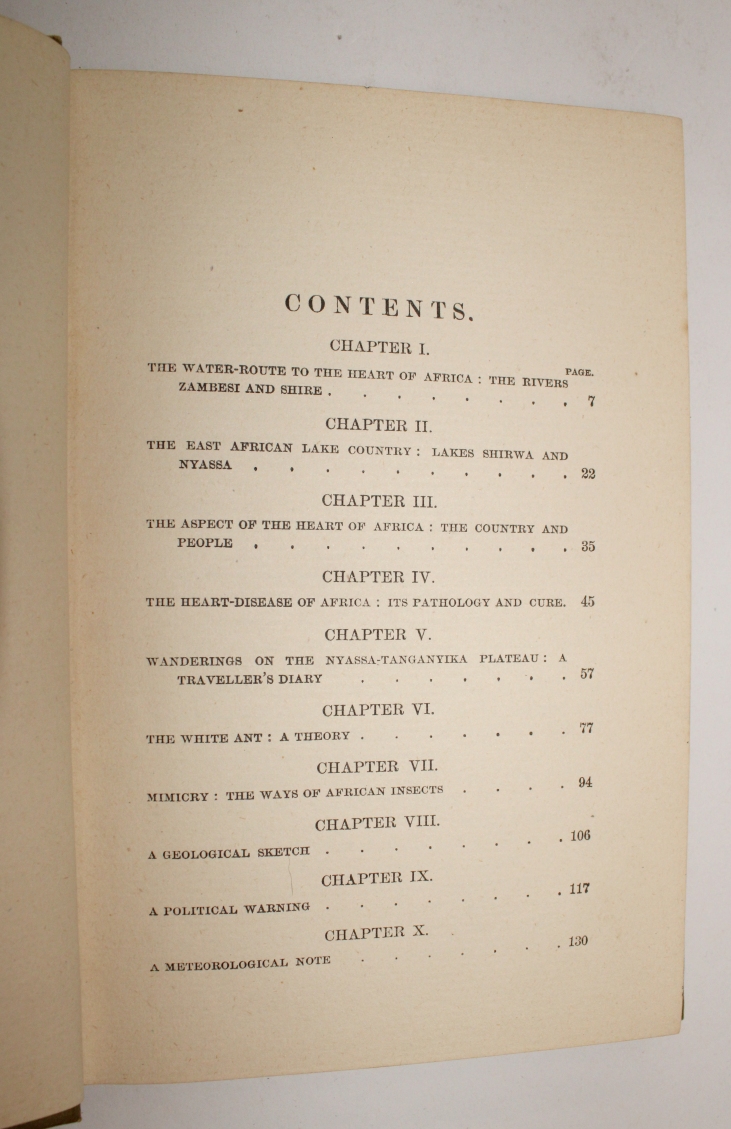 CONTENTS.
CHAPTER I.
PAGE.
THE WATER-ROUTE TO THE HEART OF AFRICA : THE RIVERS
ZAMBESI AND SHIRE . . . . . . . . 7
CHAPTER II.
THE EAST AFRICAN LAKE COUNTRY : LAKES SHIRWA AND
NYASSA . . . . . . . . . . 22
CHAPTER III.
THE ASPECT OF THE HEART OF AFRICA : THE COUNTRY AND
PEOPLE . . . . . . . . . . 35
CHAPTER IV.
THE HEART-DISEASE OF AFRICA : ITS PATHOLOGY AND CURE. 45
CHAPTER V.
WANDERINGS ON THE NYASSA-TANGANYIKA PLATEAU : A
TRAVELLER'S DIARY . . . . . . . 57
CHAPTER VI.
THE WHITE ANT : A THEORY . . . . . . . 77
CHAPTER VII.
MIMICRY : THE WAYS OF AFRICAN INSECTS . . . . 94
CHAPTER VIII.
A GEOLOGICAL SKETCH . . . . . . . . 106
CHAPTER IX.
A POLITICAL WARNING . . . . . . . . 117
CHAPTER X.
A METEOROLOGICAL NOTE . . . . . . . 130